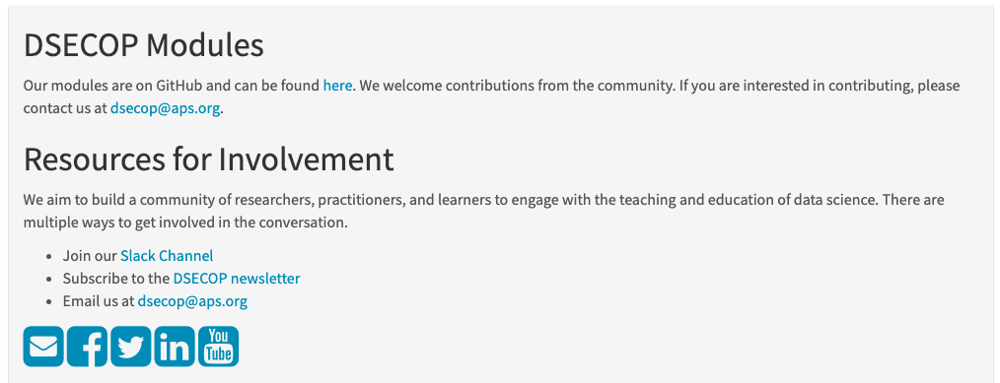 DSECOP Modules
Our modules are on GitHub and can be found here. We welcome contributions from the community. If you are interested in contributing, please
contact us at dsecop@aps.org.
Resources for Involvement
We aim to build a community of researchers, practitioners, and learners to engage with the teaching and education of data science. There are
multiple ways to get involved in the conversation.
• Join our Slack Channel
• Subscribe to the DSECOP newsletter
• Email us at dsecop@aps.org
f in You
Tube